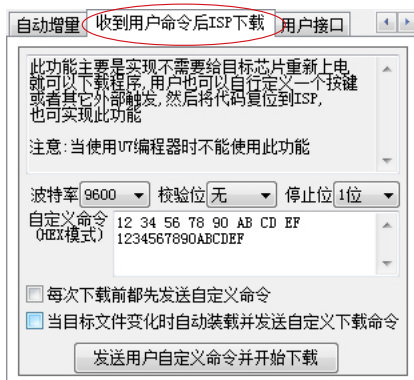 自动增量 收到用户命令后ISP下载 用户接口
此功能主要是实现不需要给目标芯片重新上电
就可以下载程序,用户也可以自行定义一个按键
或者其它外部触发,然后将代码复位到ISP,
也可实现此功能
注意:当使用U7编程器时不能使用此功能
波特率 9600 校验位 无 停止位 1位
自定义命令
(HEX模式)
12 34 56 78 90 AB CD EF
1234567890ABCDEF
每次下载前都先发送自定义命令
当目标文件变化时自动装载并发送自定义下载命令
发送用户自定义命令并开始下载